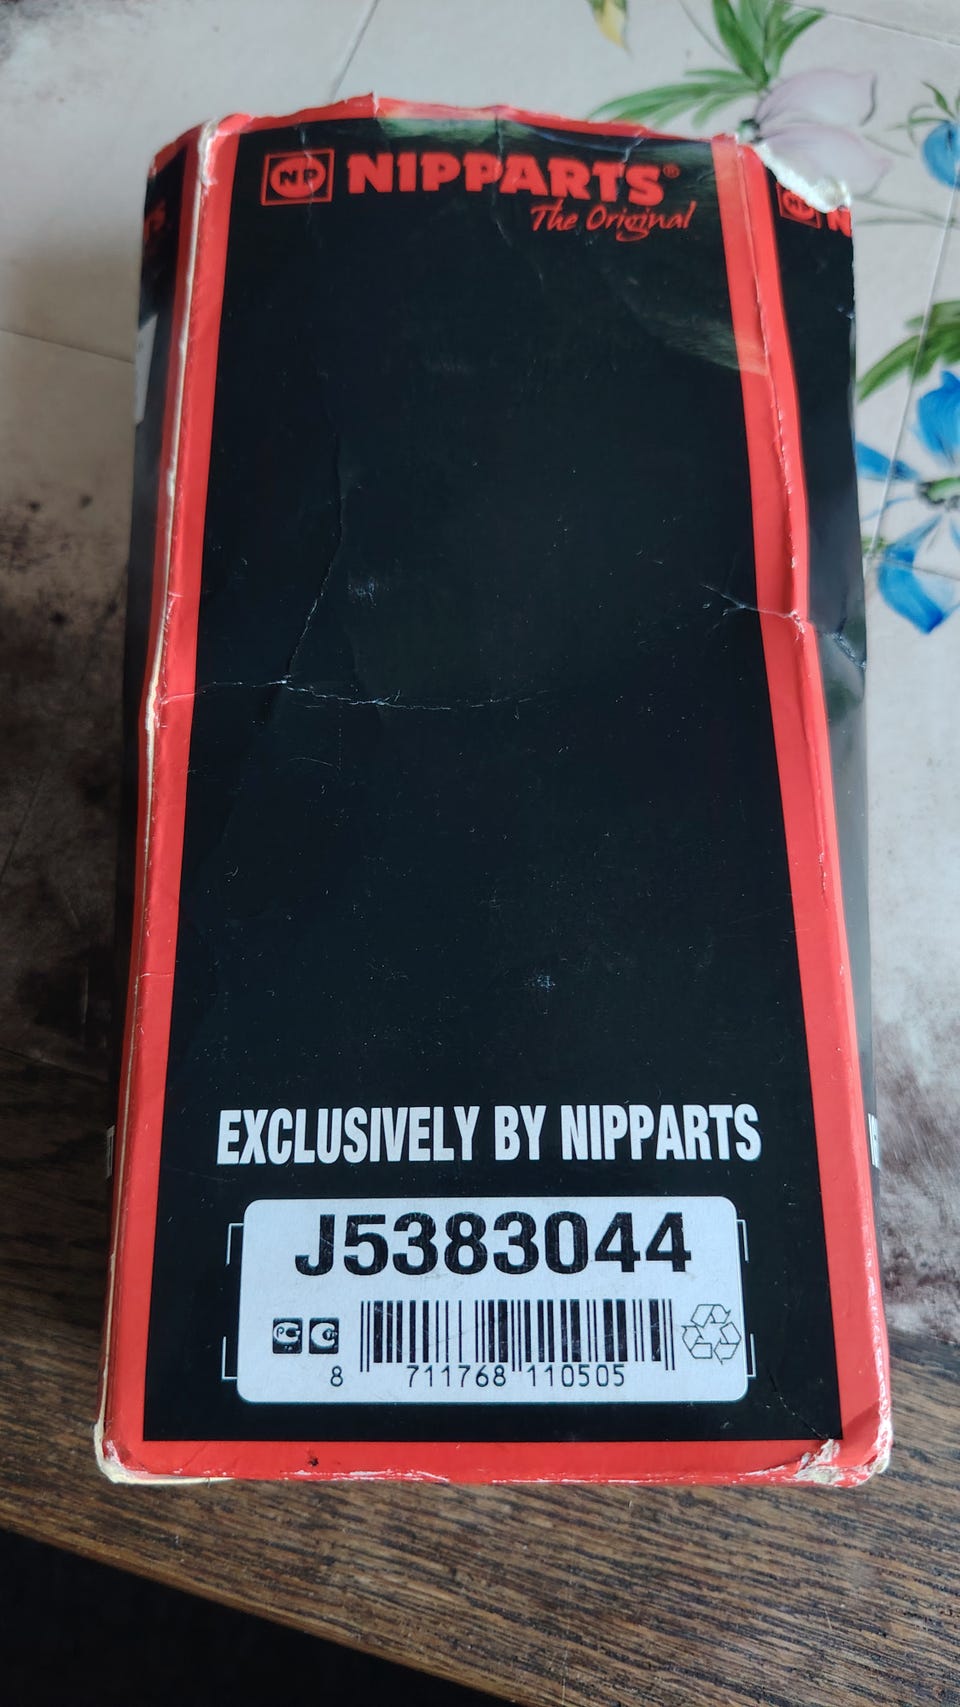 NP NIPPARTS®
The Original
EXCLUSIVELY BY NIPPARTS
J5383044
8 711768 110505